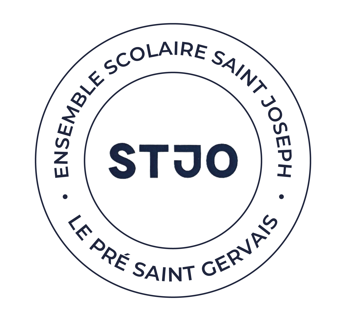 ENSEMBLE SCOLAIRE SAINT JOSEPH
STJO
• LE PRÉ SAINT GERVAIS •